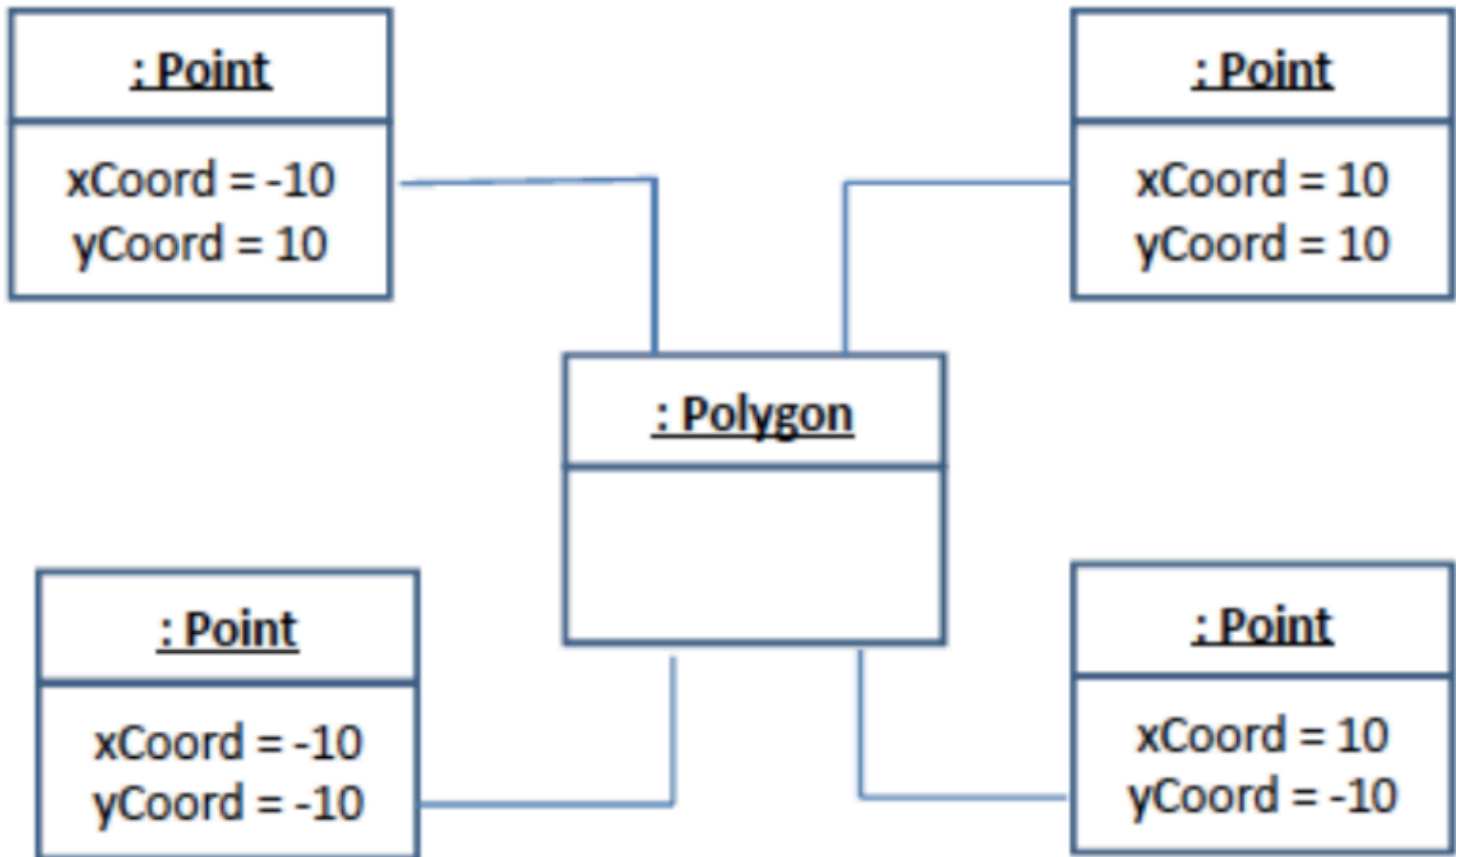 : Point
xCoord = -10
yCoord = 10
: Point
xCoord = 10
yCoord = 10
: Polygon
: Point
xCoord = -10
yCoord = -10
: Point
xCoord = 10
yCoord = -10